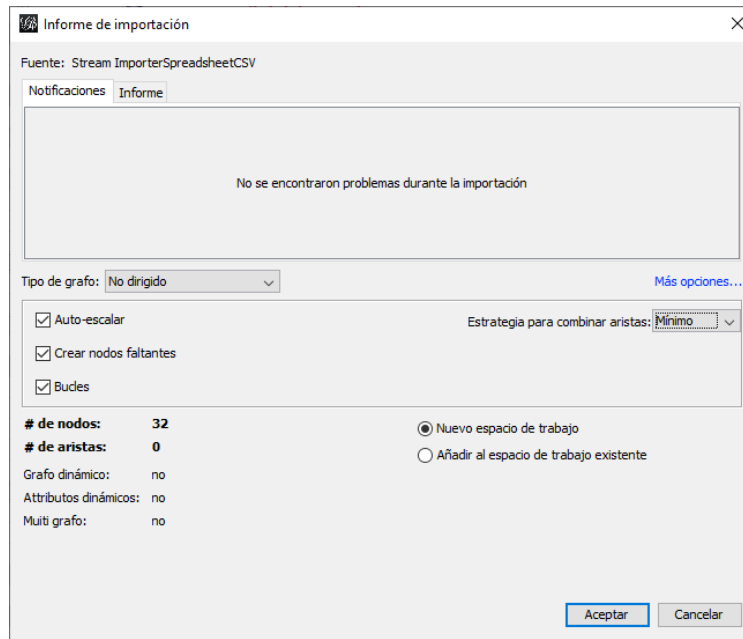 Informe de importación
Fuente: Stream ImporterSpreadsheetCSV
Notificaciones Informe
No se encontraron problemas durante la importación
Tipo de grafo: No dirigido
Más opciones...
Auto-escalar
Estrategia para combinar aristas: Mínimo
Crear nodos faltantes
Bucles
# de nodos: 32
# de aristas: 0
Grafo dinámico: no
Attributos dinámicos: no
Muiti grafo: no
Nuevo espacio de trabajo
Añadir al espacio de trabajo existente
Aceptar Cancelar